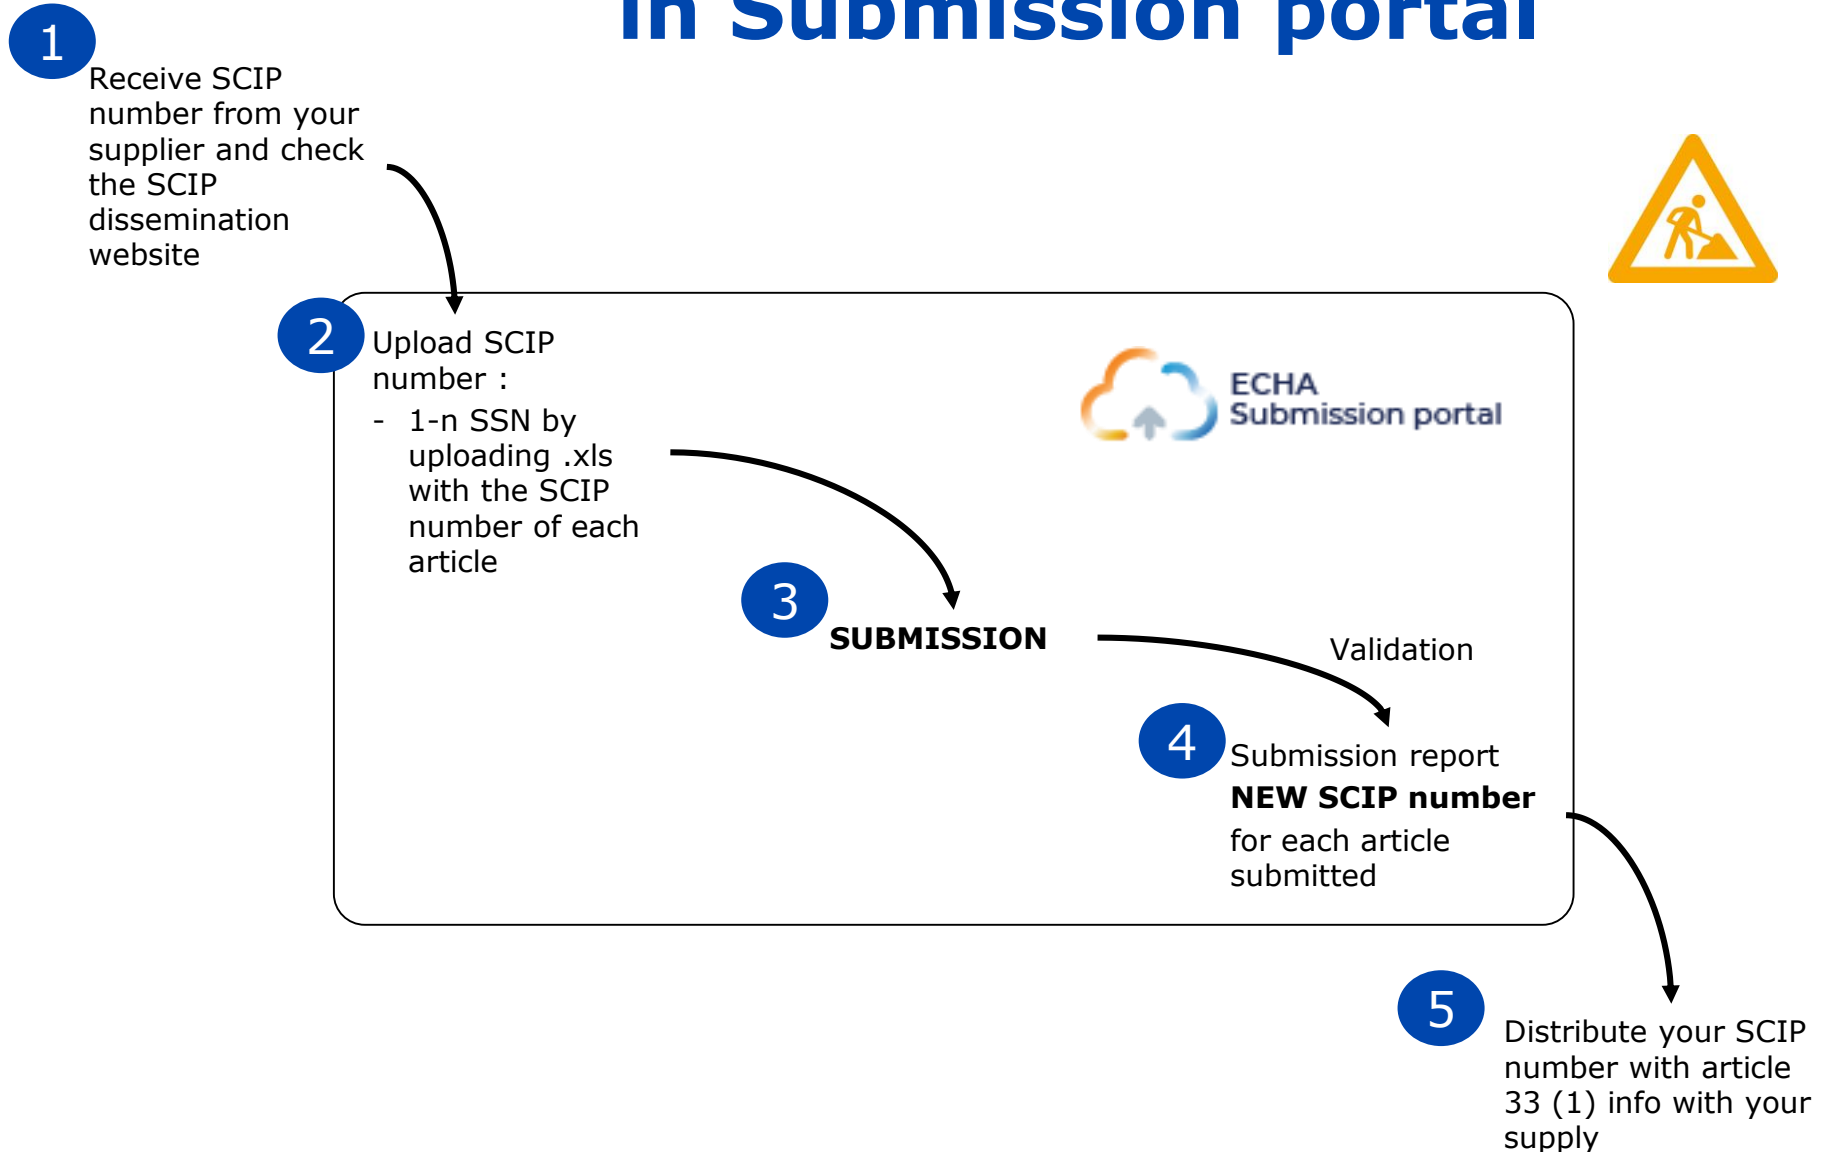 in Submission portal
1
Receive SCIP
number from your
supplier and check
the SCIP
dissemination
website
2
Upload SCIP
number :
- 1-n SSN by
uploading .xls
with the SCIP
number of each
article
ECHA
Submission portal
3
SUBMISSION
Validation
4
Submission report
NEW SCIP number
for each article
submitted
5
Distribute your SCIP
number with article
33 (1) info with your
supply